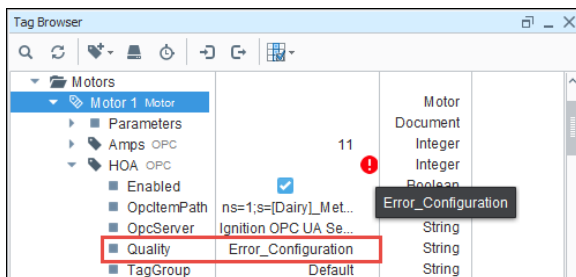 Tag Browser
Motors
Motor 1 Motor Motor
Parameters Document
Amps OPC 11 Integer
HOA OPC Integer
Enabled Boolean
OpcItemPath ns=1;s=[Dairy]_Met...
Error_Configuration
OpcServer Ignition OPC UA Se... String
Quality Error_Configuration String
TagGroup Default String